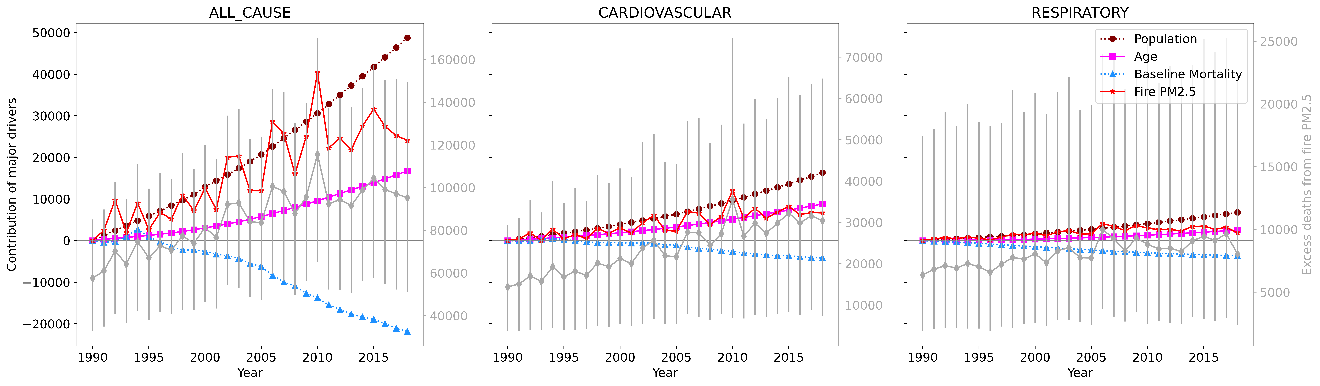 ALL_CAUSE
CARDIOVASCULAR
RESPIRATORY
Contribution of major drivers
50000
40000
30000
20000
10000
0
−10000
−20000
160000
140000
120000
100000
80000
60000
40000
1990 1995 2000 2005 2010 2015
Year
70000
60000
50000
40000
30000
20000
10000
1990 1995 2000 2005 2010 2015
Year
Population
Age
Baseline Mortality
Fire PM2.5
25000
20000
15000
10000
5000
Excess deaths from fire PM2.5
1990 1995 2000 2005 2010 2015
Year